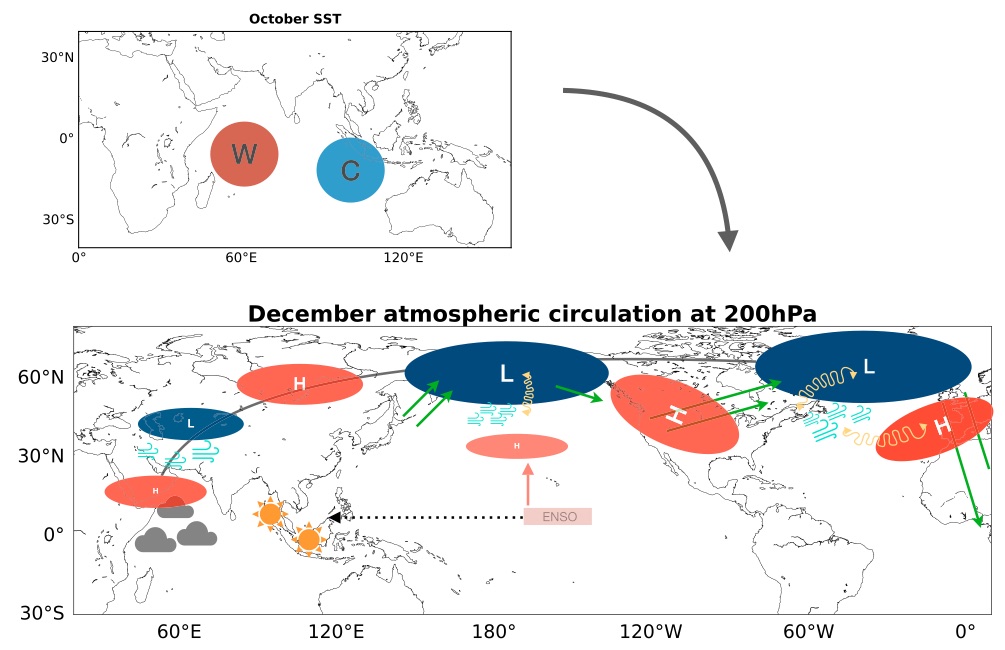 October SST
30°N
W
0°
C
30°S
0° 60°E 120°E
December atmospheric circulation at 200hPa
L
L
60°N
H
H
L
H
H
30°N
H
ENSO
0°
30°S
60°E 120°E 180° 120°W 60°W 0°